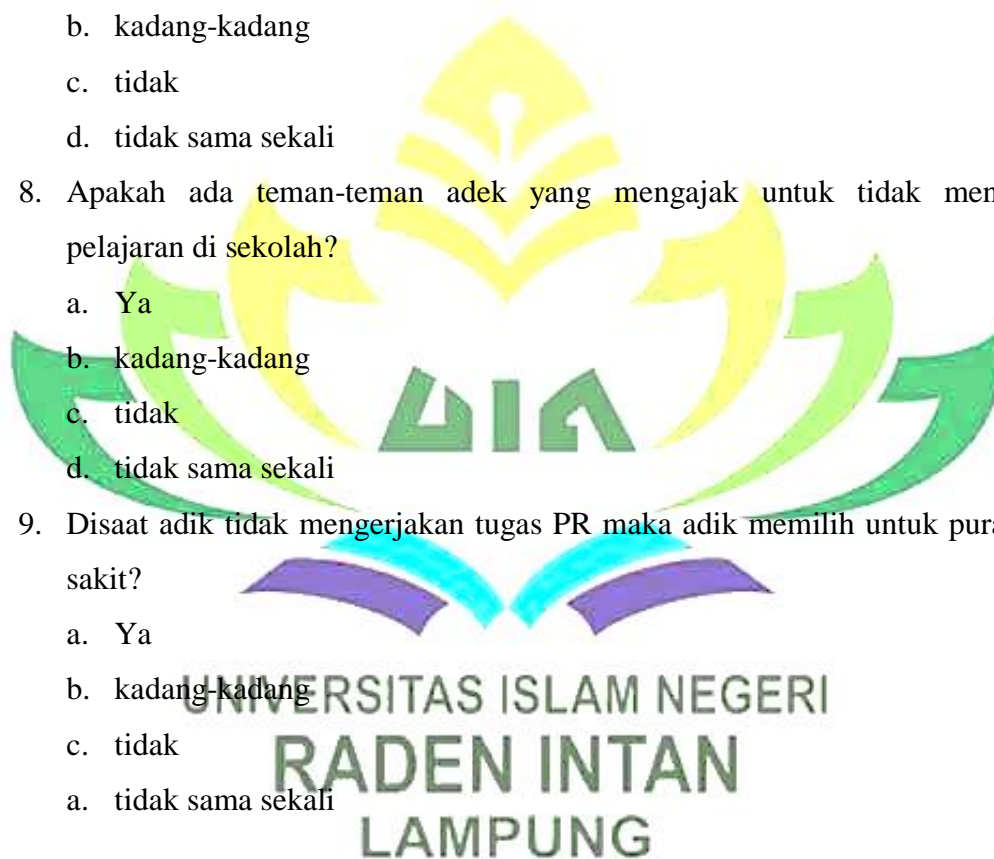 b. kadang-kadang
c. tidak
d. tidak sama sekali
8. Apakah ada teman-teman adek yang mengajak untuk tidak men
pelajaran di sekolah?
a. Ya
b. kadang-kadang
c. tidak
d. tidak sama sekali
UIN
9. Disaat adik tidak mengerjakan tugas PR maka adik memilih untuk pura
sakit?
a. Ya
b. kadang-kadang
c. tidak
a. tidak sama sekali
UNIVERSITAS ISLAM NEGERI
RADEN INTAN
LAMPUNG